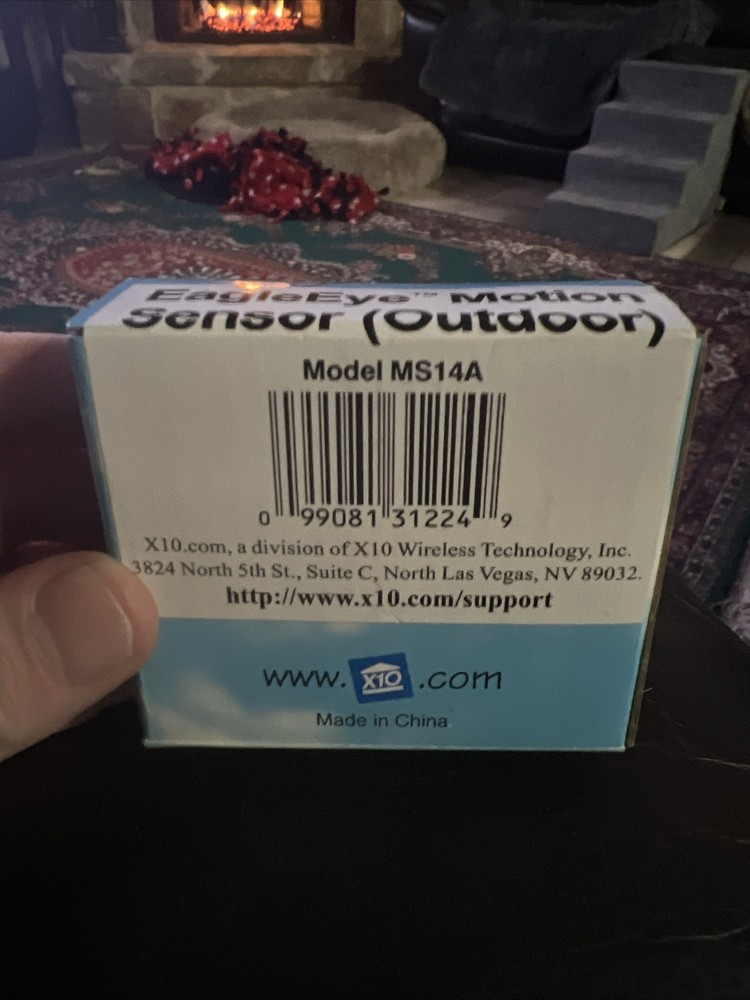 EagleEye™ Motion
Sensor (Outdoor)
Model MS14A
0 99081 31224 9
X10.com, a division of X10 Wireless Technology, Inc.
3824 North 5th St., Suite C, North Las Vegas, NV 89032.
http://www.x10.com/support
www.X10.com
Made in China